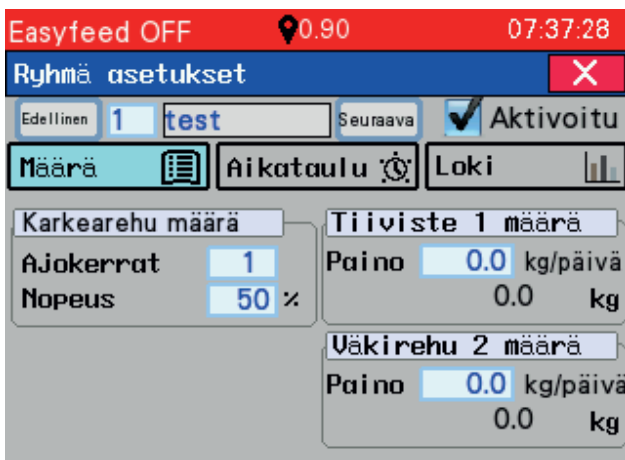 Easyfeed OFF 0.90 07:37:28
Ryhmä asetukset
Edellinen 1 test Seuraava Aktivoitu
Määrä Aikataulu Loki
Karkearehu määrä
Ajokerrat 1
Nopeus 50 %
Tiiviste 1 määrä
Paino 0.0 kg/päivä
0.0 kg
Väkirehu 2 määrä
Paino 0.0 kg/päivä
0.0 kg